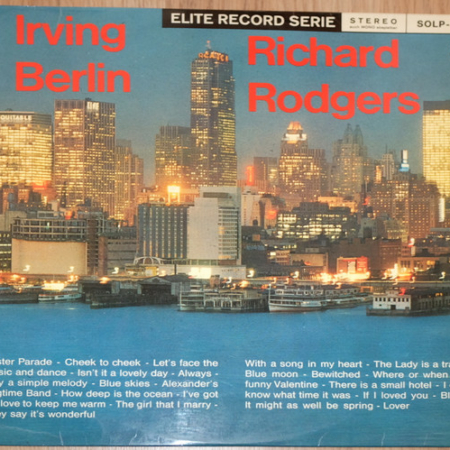 ELITE RECORD SERIE
STEREO
SOLP-
Irving
Berlin
Richard
Rodgers
EQUITABLE
ster Parade - Cheek to cheek - Let's face the
sic and dance - Isn't it a lovely day - Always -
y a simple melody - Blue skies - Alexander's
gtime Band - How deep is the ocean - I've got
love to keep me warm - The girl that I marry -
ey say it's wonderful
With a song in my heart - The Lady is a tra
Blue moon - Bewitched - Where or when
funny Valentine - There is a small hotel - I
know what time it was - If I loved you - Bl
It might as well be spring - Lover